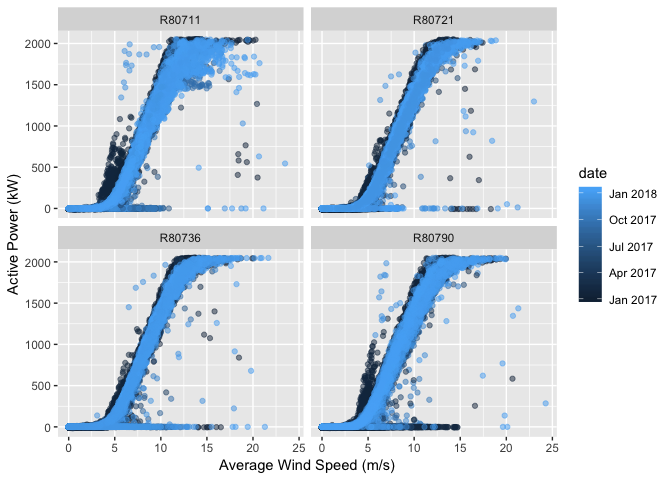 R80711 R80721
2000
1500
1000
500
0
R80736 R80790
2000
1500
1000
500
0
0 5 10 15 20 25 0 5 10 15 20 25
Average Wind Speed (m/s)
Active Power (kW)
date
Jan 2018
Oct 2017
Jul 2017
Apr 2017
Jan 2017